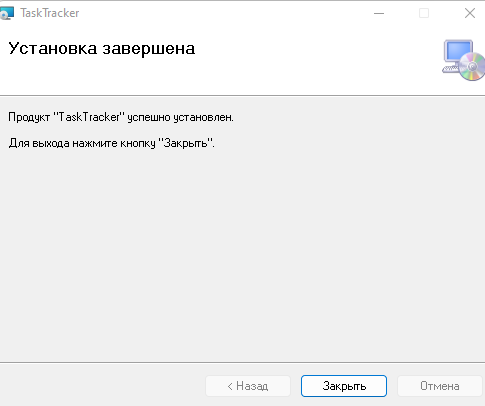 TaskTracker
Установка завершена
Продукт "TaskTracker" успешно установлен.
Для выхода нажмите кнопку "Закрыть".
< Назад
Закрыть
Отмена